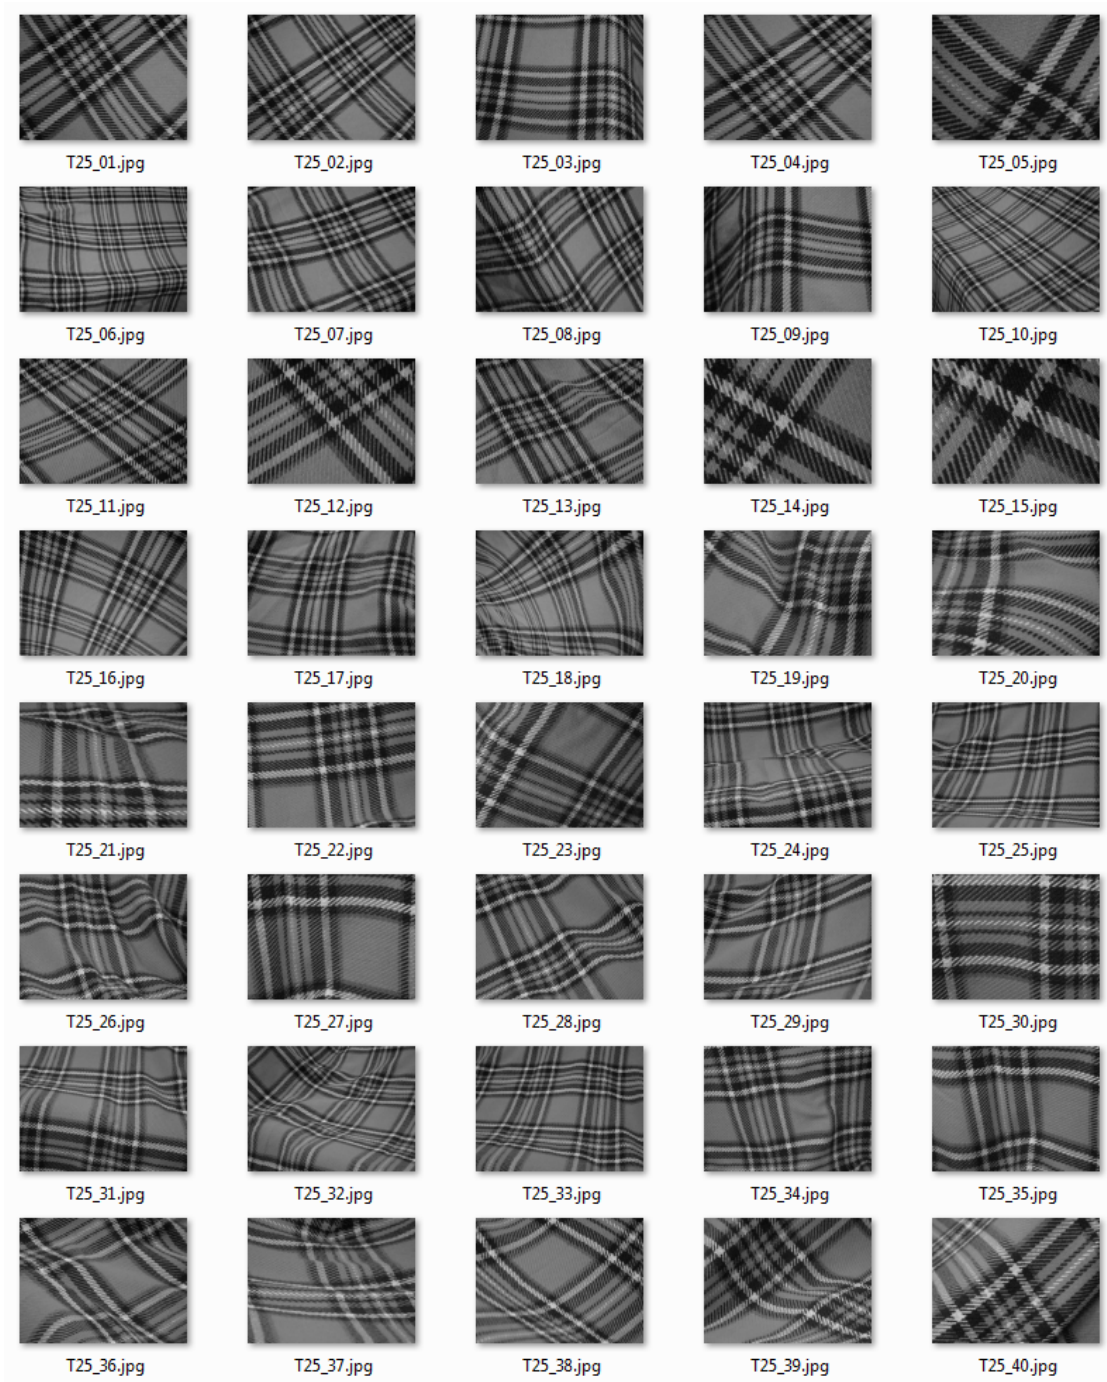 T25_01.jpg T25_02.jpg T25_03.jpg T25_04.jpg T25_05.jpg
T25_06.jpg T25_07.jpg T25_08.jpg T25_09.jpg T25_10.jpg
T25_11.jpg T25_12.jpg T25_13.jpg T25_14.jpg T25_15.jpg
T25_16.jpg T25_17.jpg T25_18.jpg T25_19.jpg T25_20.jpg
T25_21.jpg T25_22.jpg T25_23.jpg T25_24.jpg T25_25.jpg
T25_26.jpg T25_27.jpg T25_28.jpg T25_29.jpg T25_30.jpg
T25_31.jpg T25_32.jpg T25_33.jpg T25_34.jpg T25_35.jpg
T25_36.jpg T25_37.jpg T25_38.jpg T25_39.jpg T25_40.jpg